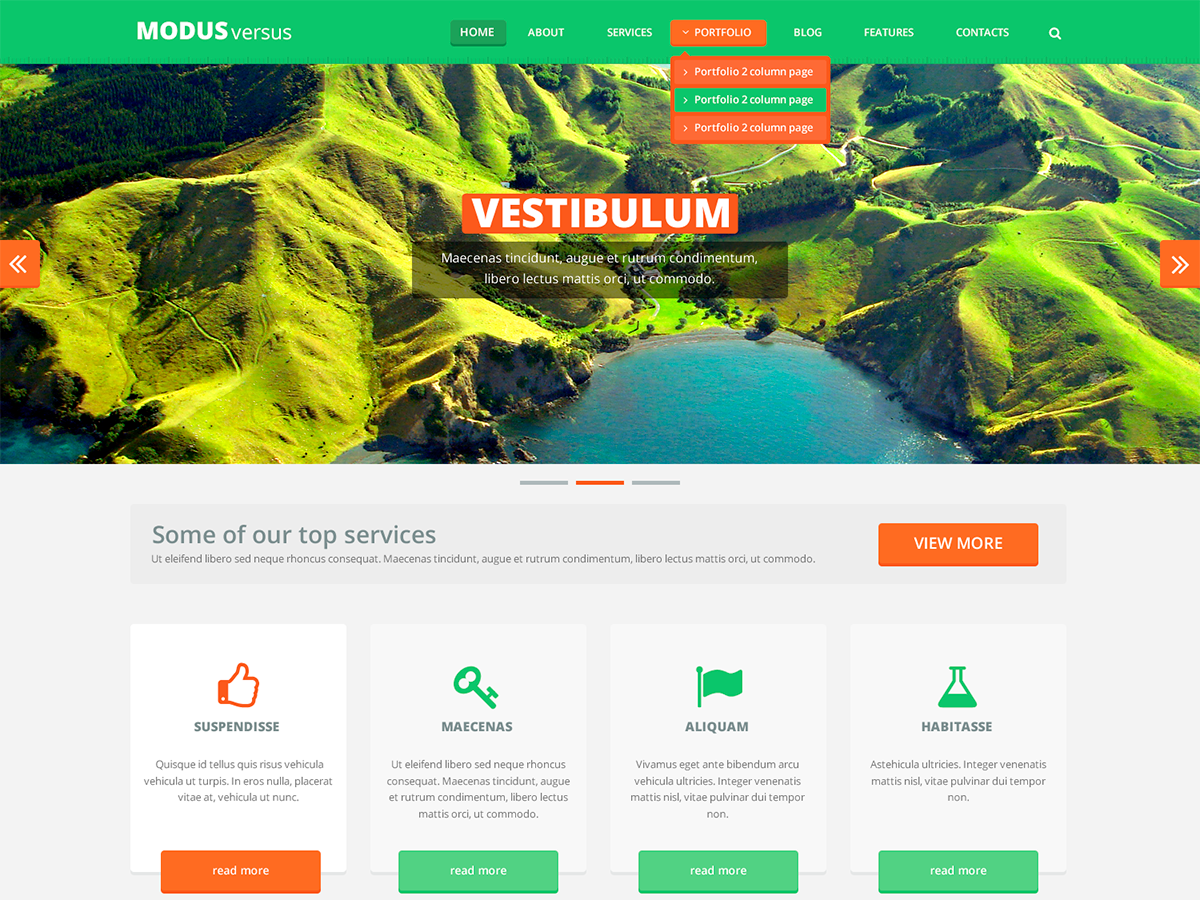 MODUS versus
HOME ABOUT SERVICES PORTFOLIO BLOG FEATURES CONTACTS
Portfolio 2 column page
Portfolio 2 column page
Portfolio 2 column page
VESTIBULUM
Maecenas tincidunt, augue et rutrum condimentum,
libero lectus mattis orci, ut commodo.
Some of our top services
Ut eleifend libero sed neque rhoncus consequat. Maecenas tincidunt, augue et rutrum condimentum, libero lectus mattis orci, ut commodo.
VIEW MORE
SUSPENDISSE
Quisque id tellus quis risus vehicula
vehicula ut turpis. In eros nulla, placerat
vitae at, vehicula ut nunc.
read more
MAECENAS
Ut eleifend libero sed neque rhoncus
consequat. Maecenas tincidunt, augue
et rutrum condimentum, libero lectus
mattis orci, ut commodo.
read more
ALIQUAM
Vivamus eget ante bibendum arcu
vehicula ultricies. Integer venenatis
mattis nisl, vitae pulvinar dui tempor
non.
read more
HABITASSE
Astehicula ultricies. Integer venenatis
mattis nisl, vitae pulvinar dui tempor
non.
read more